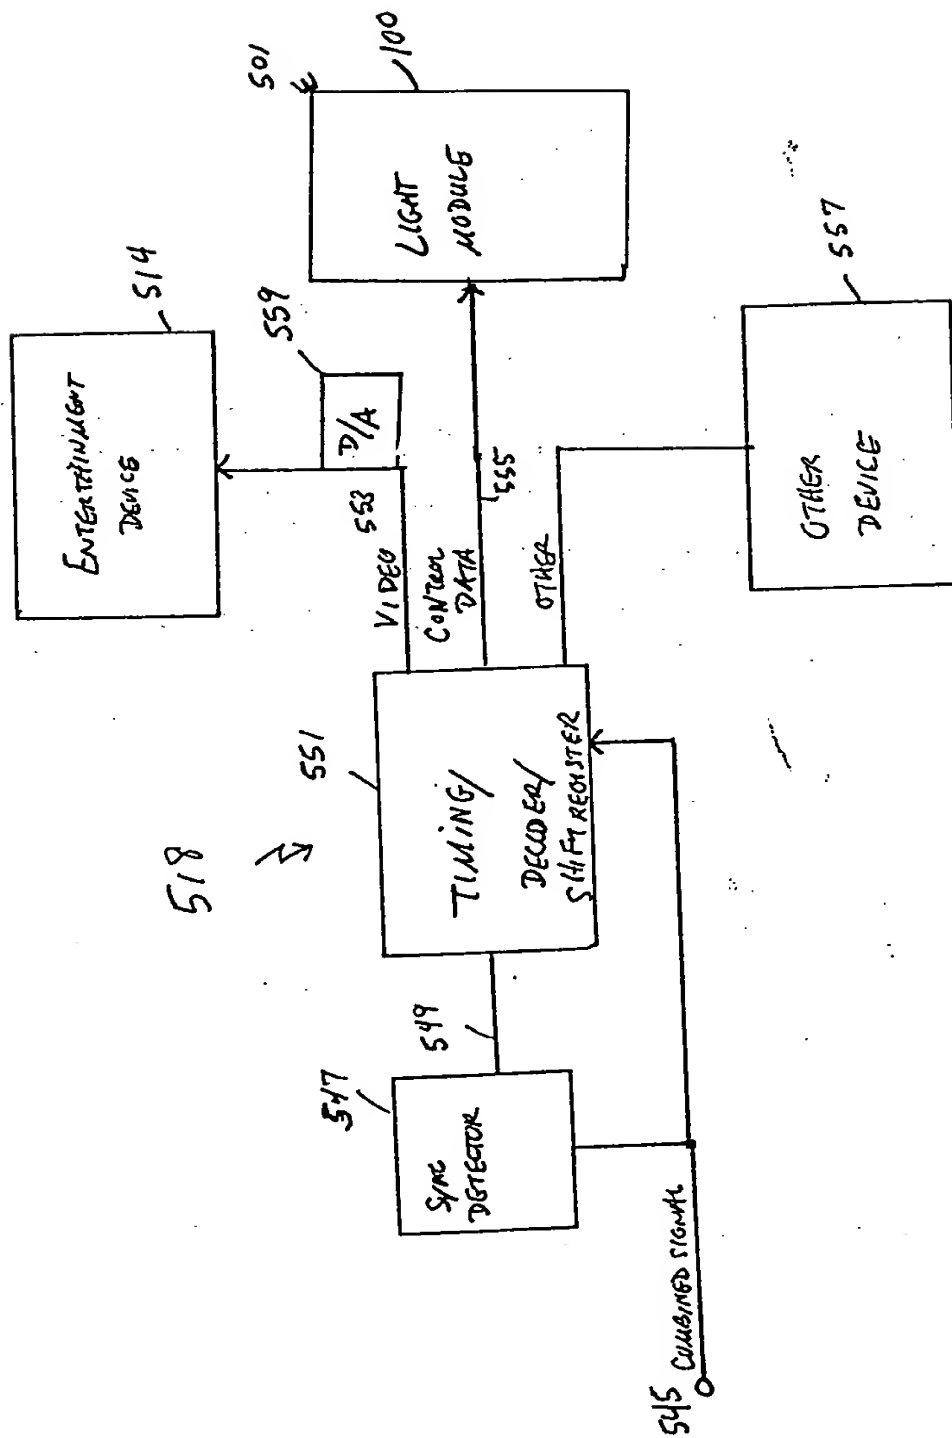 518
545
COMBINED SIGNAL
547
SYNC
DETECTOR
549
551
TIMING/
DECODER/
SHIFT REGISTER
VIDEO
553
CONTROL
DATA
555
OTHER
D/A
559
ENTERTAINMENT
DEVICE
514
LIGHT
MODULE
501
100
OTHER
DEVICE
557